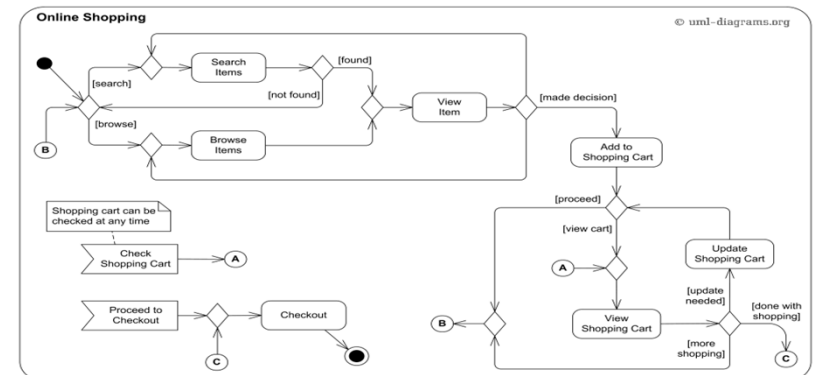 Online Shopping
© uml-diagrams.org
Search
Items
[found]
[search]
[not found]
View
Item
[made decision]
[browse]
B
Browse
Items
Add to
Shopping Cart
Shopping cart can be
checked at any time
[proceed]
[view cart]
Check
Shopping Cart
A
A
Update
Shopping Cart
[update
needed]
[done with
shopping]
Proceed to
Checkout
Checkout
B
View
Shopping Cart
[more
shopping]
C
C